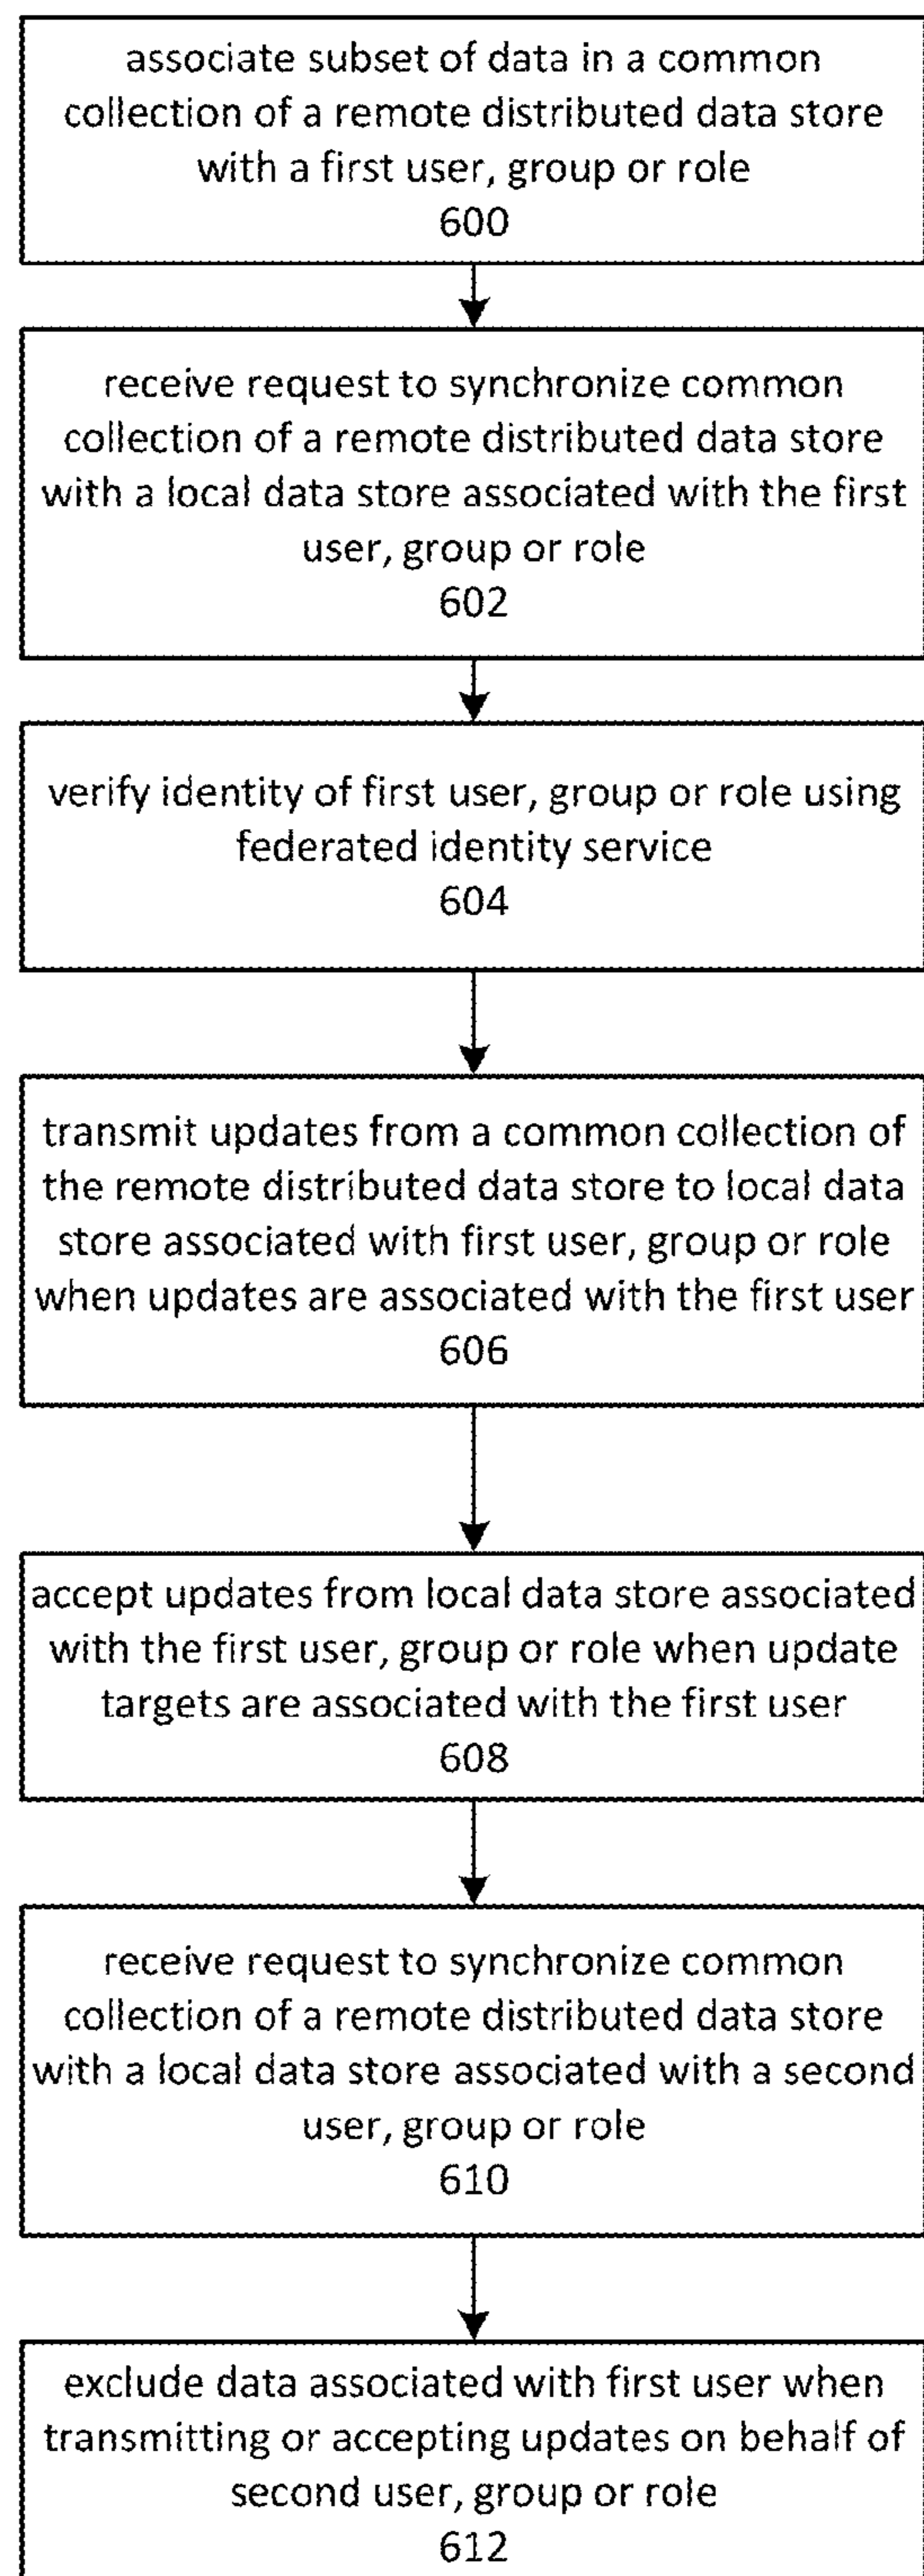 associate subset of data in a common
collection of a remote distributed data store
with a first user, group or role
600
receive request to synchronize common
collection of a remote distributed data store
with a local data store associated with the first
user, group or role
602
verify identity of first user, group or role using
federated identity service
604
transmit updates from a common collection of
the remote distributed data store to local data
store associated with first user, group or role
when updates are associated with the first user
606
accept updates from local data store associated
with the first user, group or role when update
targets are associated with the first user
608
receive request to synchronize common
collection of a remote distributed data store
with a local data store associated with a second
user, group or role
610
exclude data associated with first user when
transmitting or accepting updates on behalf of
second user, group or role
612